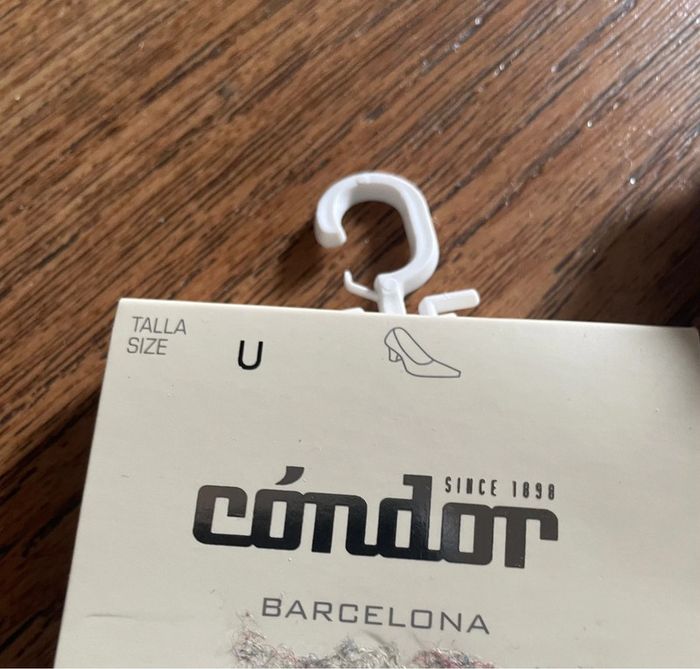 TALLA
SIZE
U
cóndor
SINCE 1898
BARCELONA